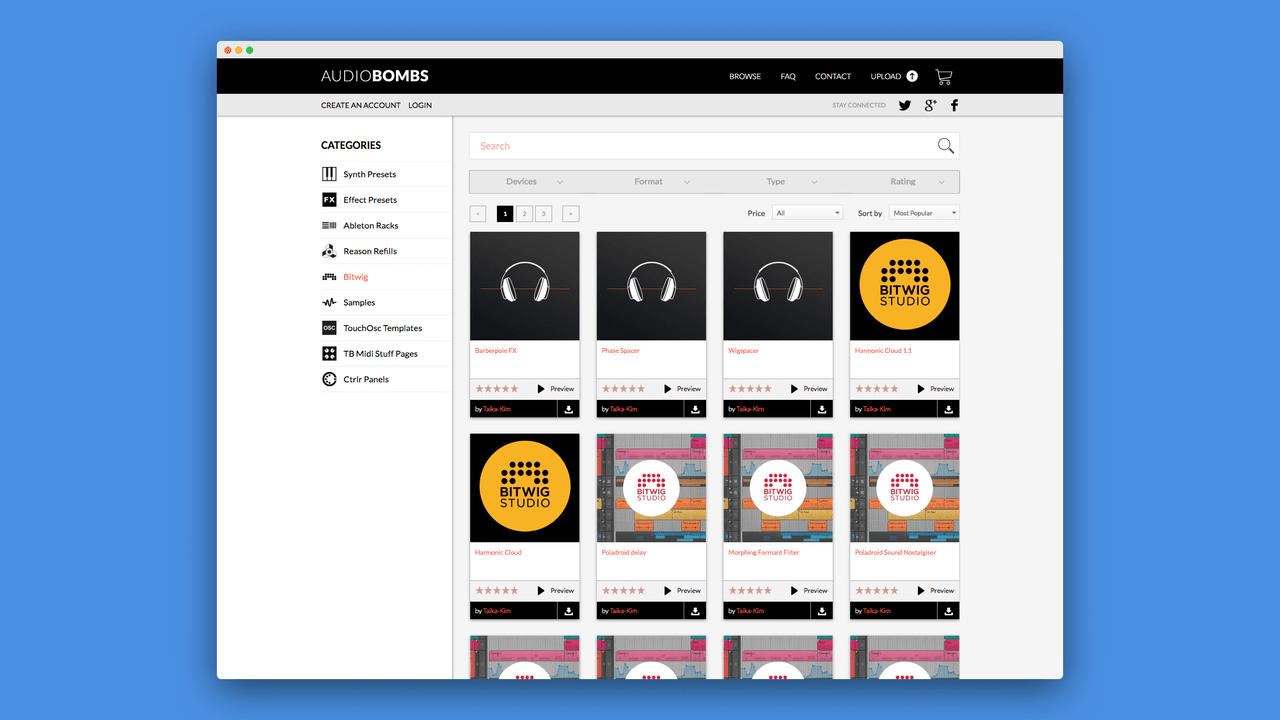 AUDIOBOMBS
BROWSE FAQ CONTACT UPLOAD
CREATE AN ACCOUNT LOGIN
STAY CONNECTED
CATEGORIES
Synth Presets
FX Effect Presets
Ableton Racks
Reason Refills
Bitwig
Samples
OSC TouchOsc Templates
TB Midi Stuff Pages
Ctrlr Panels
Search
Devices Format Type Rating
< 1 2 3 >
Price All Sort by Most Popular
BITWIG
STUDIO
Barberpole FX Phase Spacer Wigspacer Harmonic Cloud 1.1
Preview Preview Preview Preview
by Taika-Kim by Taika-Kim by Taika-Kim by Taika-Kim
BITWIG BITWIG BITWIG BITWIG
STUDIO STUDIO STUDIO STUDIO
Harmonic Cloud Poladroid delay Morphing Formant Filter Poladroid Sound Nostalgiser
Preview Preview Preview Preview
by Taika-Kim by Taika-Kim by Taika-Kim by Taika-Kim